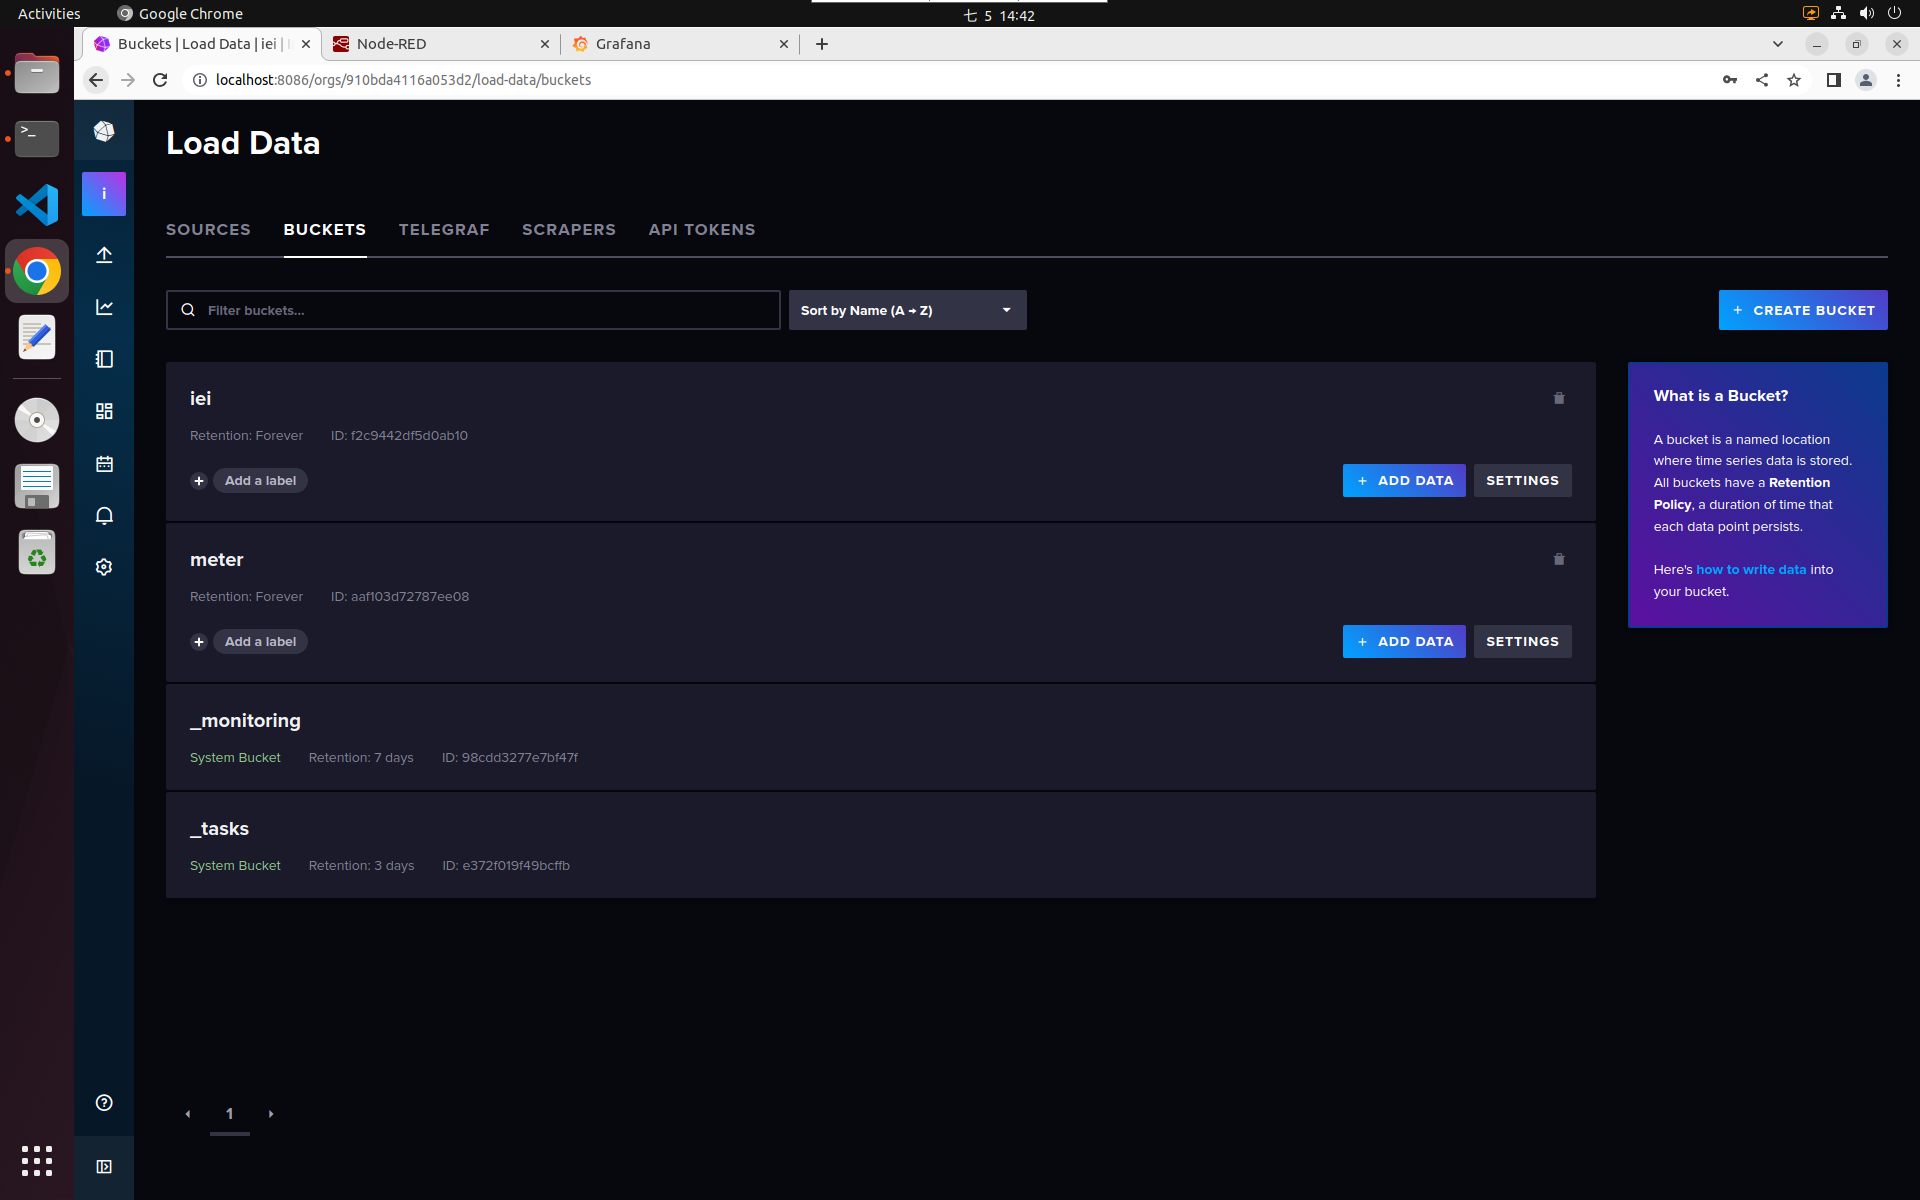 Activities
Google Chrome
七 5 14:42
Buckets | Load Data | iei |
Node-RED
Grafana
localhost:8086/orgs/910bda4116a053d2/load-data/buckets
Load Data
i
SOURCES
BUCKETS
TELEGRAF
SCRAPERS
API TOKENS
Filter buckets...
Sort by Name (A → Z)
+ CREATE BUCKET
iei
Retention: Forever
ID: f2c9442df5d0ab10
+ Add a label
+ ADD DATA
SETTINGS
meter
Retention: Forever
ID: aaf103d72787ee08
+ Add a label
+ ADD DATA
SETTINGS
_monitoring
System Bucket
Retention: 7 days
ID: 98cdd3277e7bf47f
_tasks
System Bucket
Retention: 3 days
ID: e372f019f49bcffb
What is a Bucket?
A bucket is a named location
where time series data is stored.
All buckets have a Retention
Policy, a duration of time that
each data point persists.
Here's how to write data into
your bucket.
1